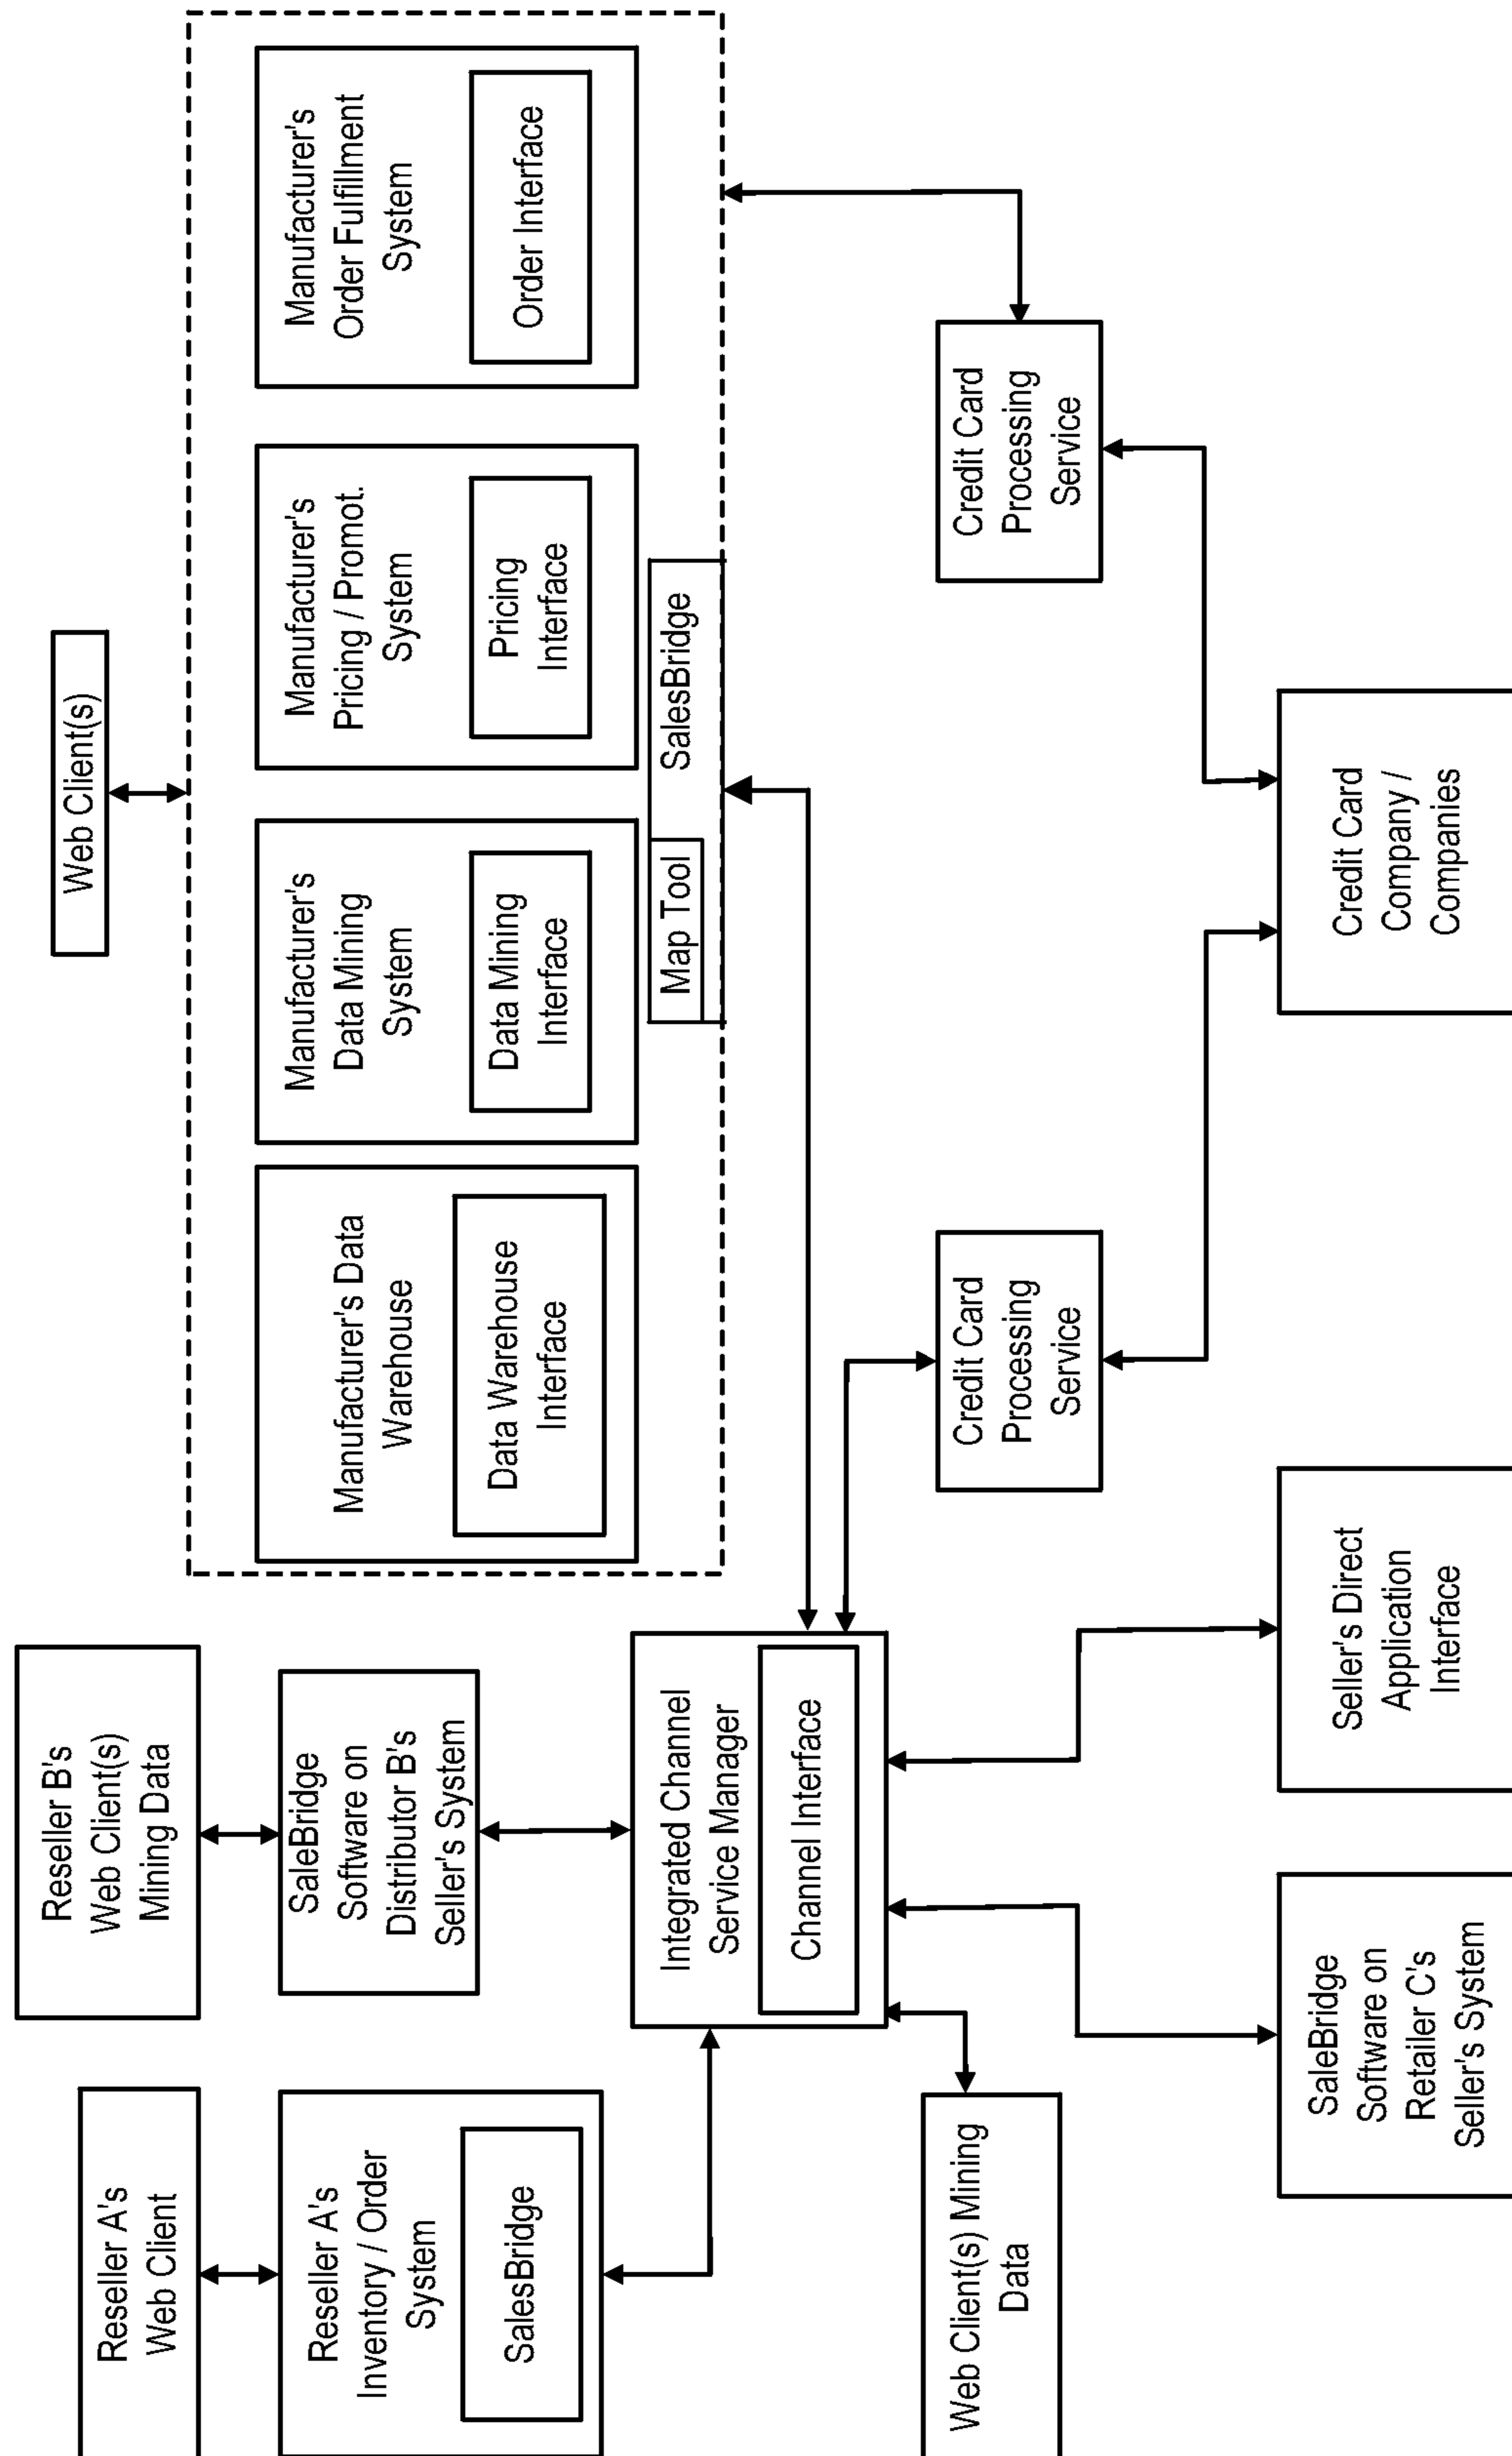 Reseller A's
Web Client
Reseller A's
Inventory / Order
System
SalesBridge
Web Client(s) Mining
Data
Reseller B's
Web Client(s)
Mining Data
SaleBridge
Software on
Distributor B's
Seller's System
Integrated Channel
Service Manager
Channel Interface
SaleBridge
Software on
Retailer C's
Seller's System
Seller's Direct
Application
Interface
Web Client(s)
Manufacturer's Data
Warehouse
Data Warehouse
Interface
Manufacturer's
Data Mining
System
Data Mining
Interface
Manufacturer's
Pricing / Promot.
System
Pricing
Interface
Manufacturer's
Order Fulfillment
System
Order Interface
Map Tool
SalesBridge
Credit Card
Processing
Service
Credit Card
Processing
Service
Credit Card
Company /
Companies